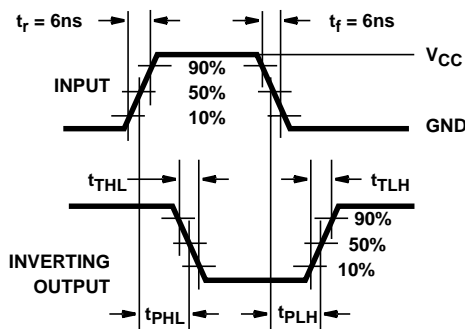 tr = 6ns
tf = 6ns
VCC
INPUT
90%
50%
10%
GND
tTHL
tTLH
90%
50%
10%
INVERTING
OUTPUT
tPHL
tPLH